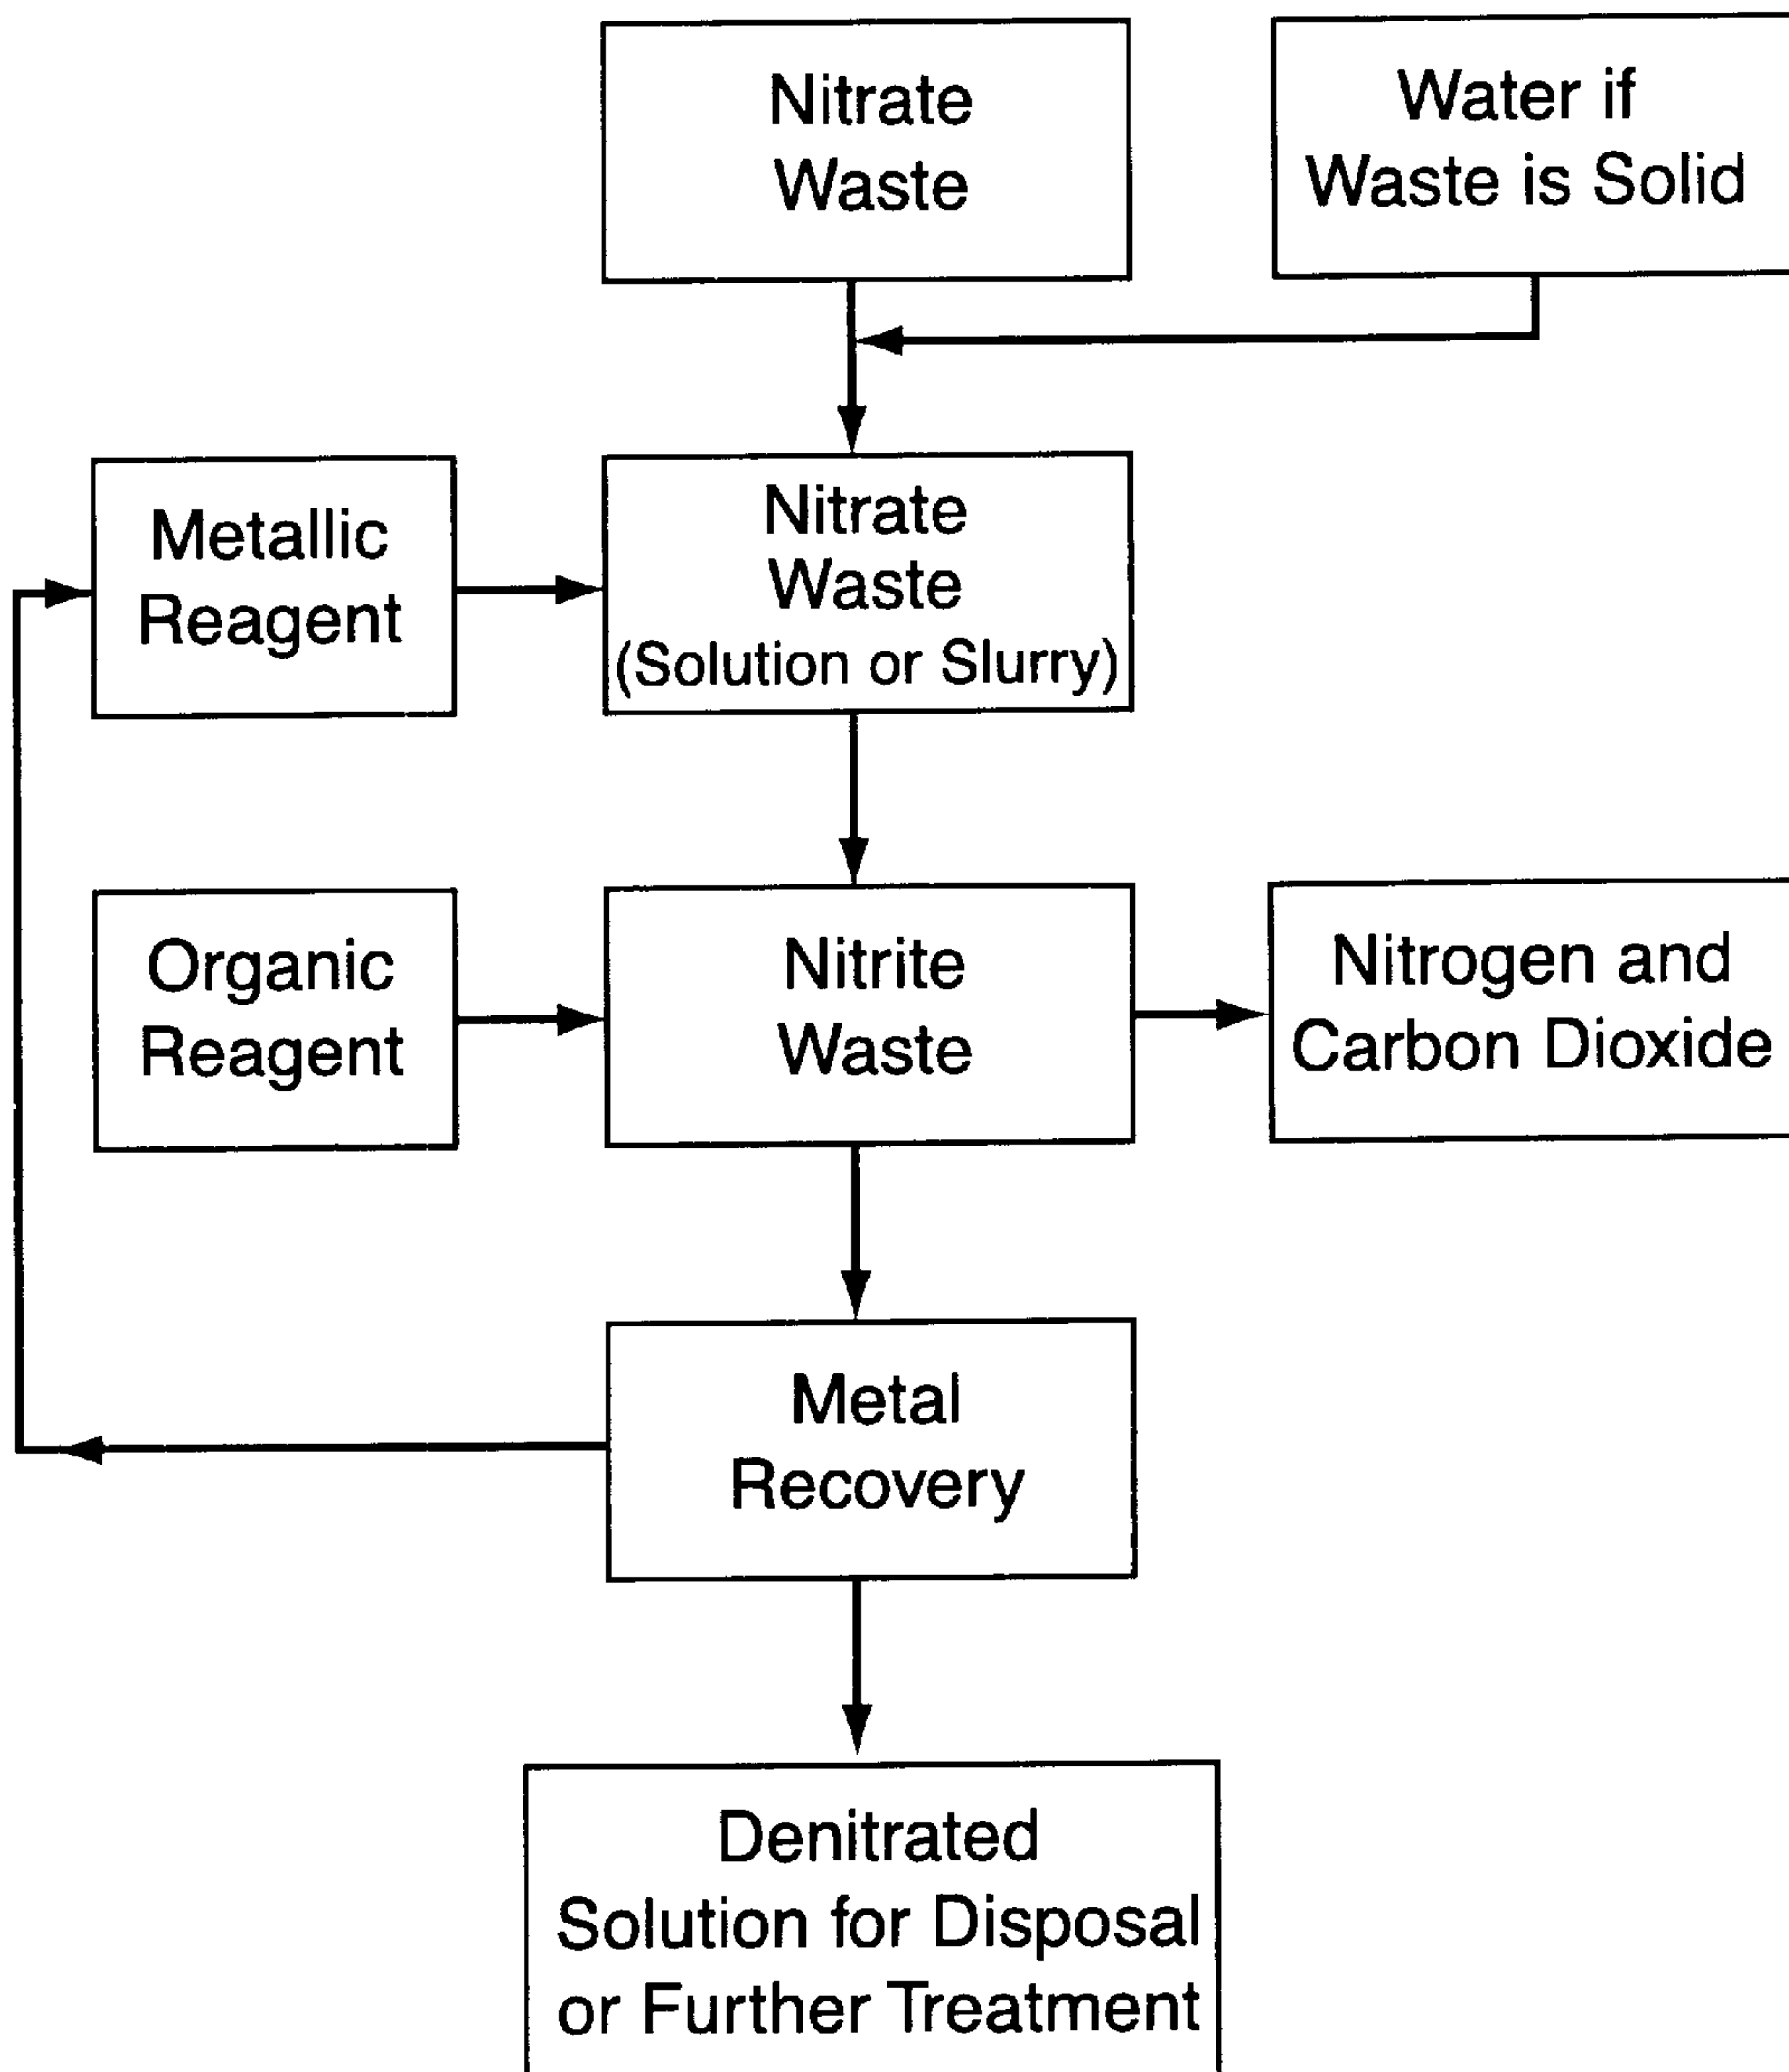 Nitrate
Waste
Water if
Waste is Solid
Metallic
Reagent
Nitrate
Waste
(Solution or Slurry)
Organic
Reagent
Nitrite
Waste
Nitrogen and
Carbon Dioxide
Metal
Recovery
Denitrated
Solution for Disposal
or Further Treatment